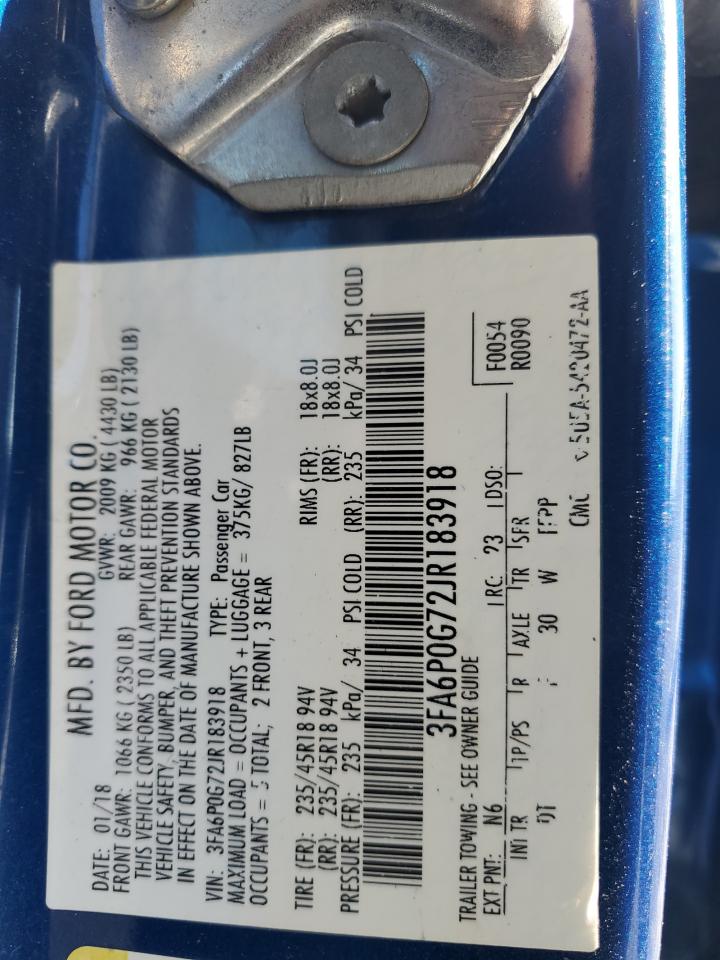 MFD. BY FORD MOTOR CO.
DATE: 01/18 GVWR: 2009 KG ( 4430 LB)
FRONT GAWR: 1066 KG ( 2350 LB) REAR GAWR: 966 KG ( 2130 LB)
THIS VEHICLE CONFORMS TO ALL APPLICABLE FEDERAL MOTOR
VEHICLE SAFETY, BUMPER, AND THEFT PREVENTION STANDARDS
IN EFFECT ON THE DATE OF MANUFACTURE SHOWN ABOVE.
VIN: 3FA6P0G72JR183918 TYPE: Passenger Car
MAXIMUM LOAD = OCCUPANTS + LUGGAGE = 375KG/ 827LB
OCCUPANTS = 5 TOTAL; 2 FRONT, 3 REAR
TIRE (FR): 235/45R18 94V RIMS (FR): 18x8.0J
(RR): 235/45R18 94V (RR): 18x8.0J
PRESSURE (FR): 235 kPa/ 34 PSI COLD (RR): 235 kPa/ 34 PSI COLD
3FA6P0G72JR183918
TRAILER TOWING - SEE OWNER GUIDE
F0054
R0090
EXT PNT: N6 RC: 23 DSO:
INT TR TP/PS R AXLE TR SFR
30 W